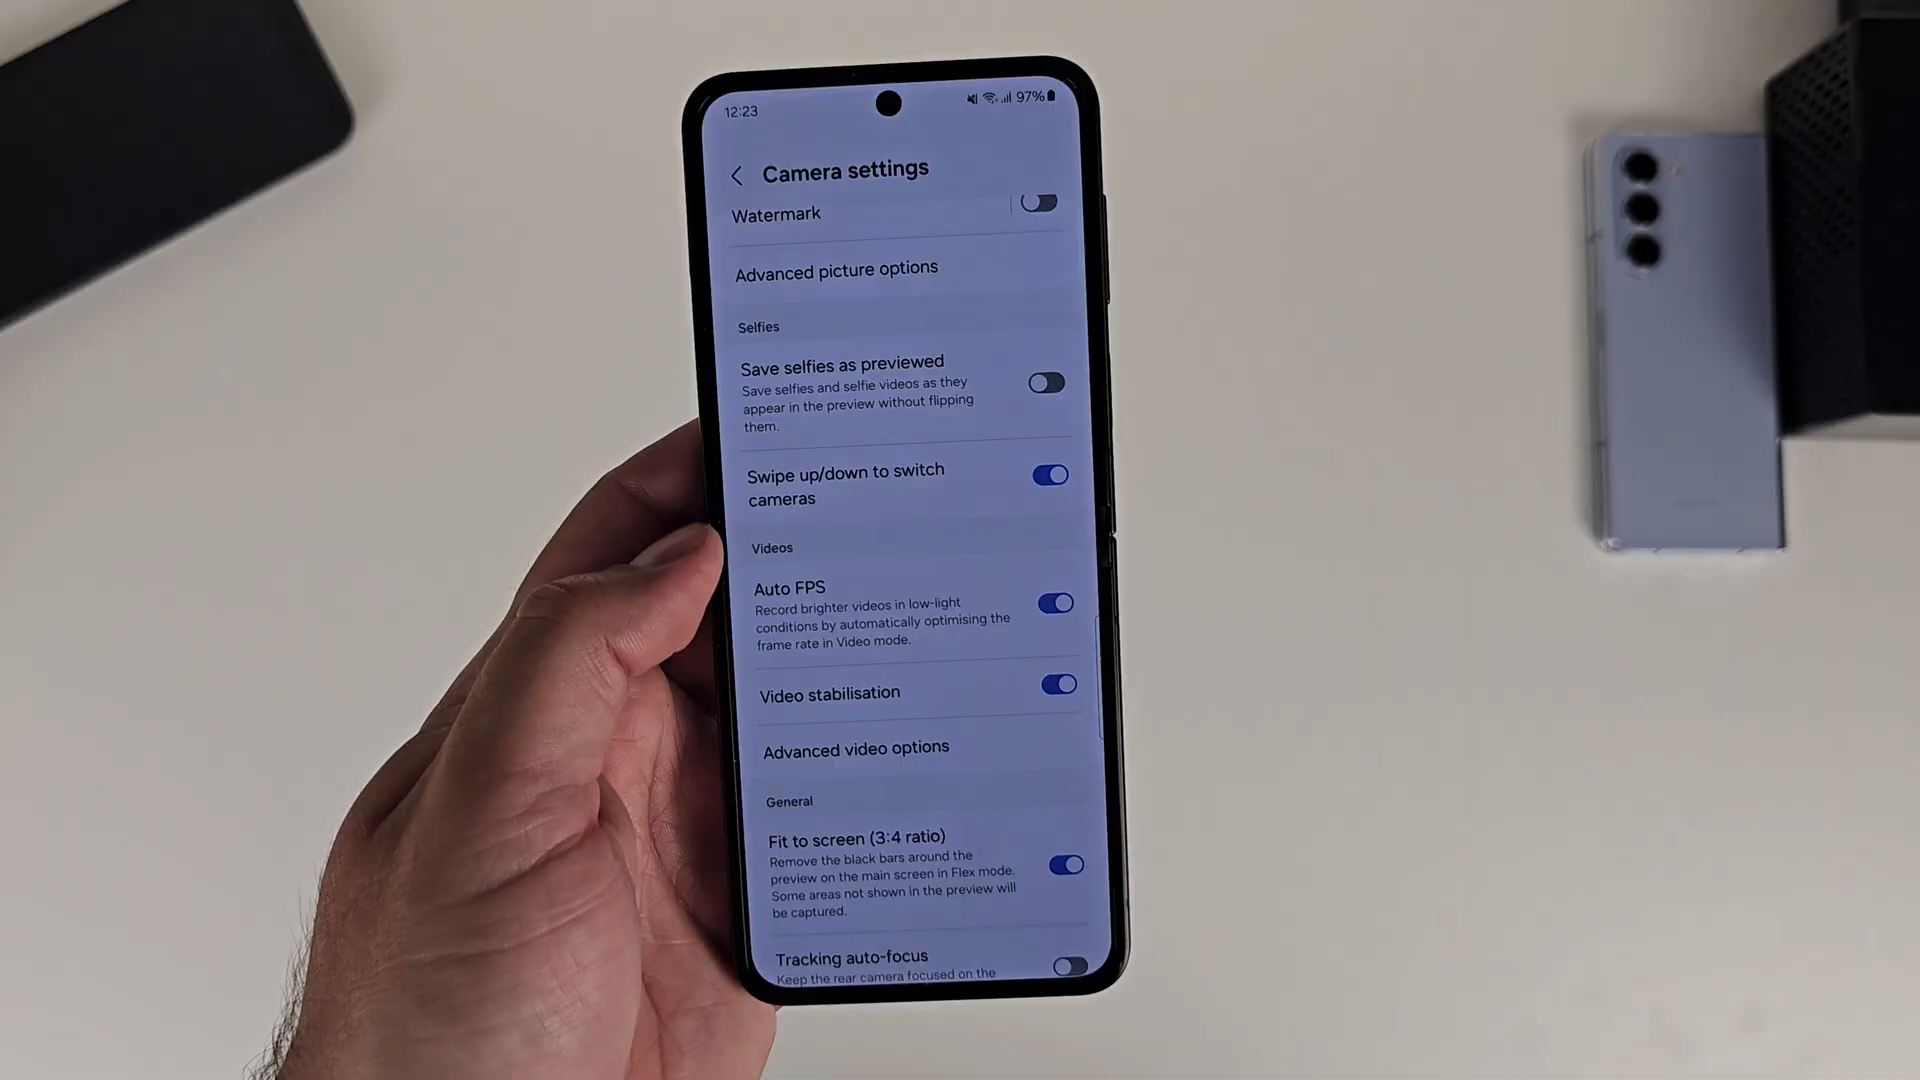 12:23
97%
Camera settings
Watermark
Advanced picture options
Selfies
Save selfies as previewed
Save selfies and selfie videos as they
appear in the preview without flipping
them.
Swipe up/down to switch
cameras
Videos
Auto FPS
Record brighter videos in low-light
conditions by automatically optimising the
frame rate in Video mode.
Video stabilisation
Advanced video options
General
Fit to screen (3:4 ratio)
Remove the black bars around the
preview on the main screen in Flex mode.
Some areas not shown in the preview will
be captured.
Tracking auto-focus
Keep the rear camera focused on the